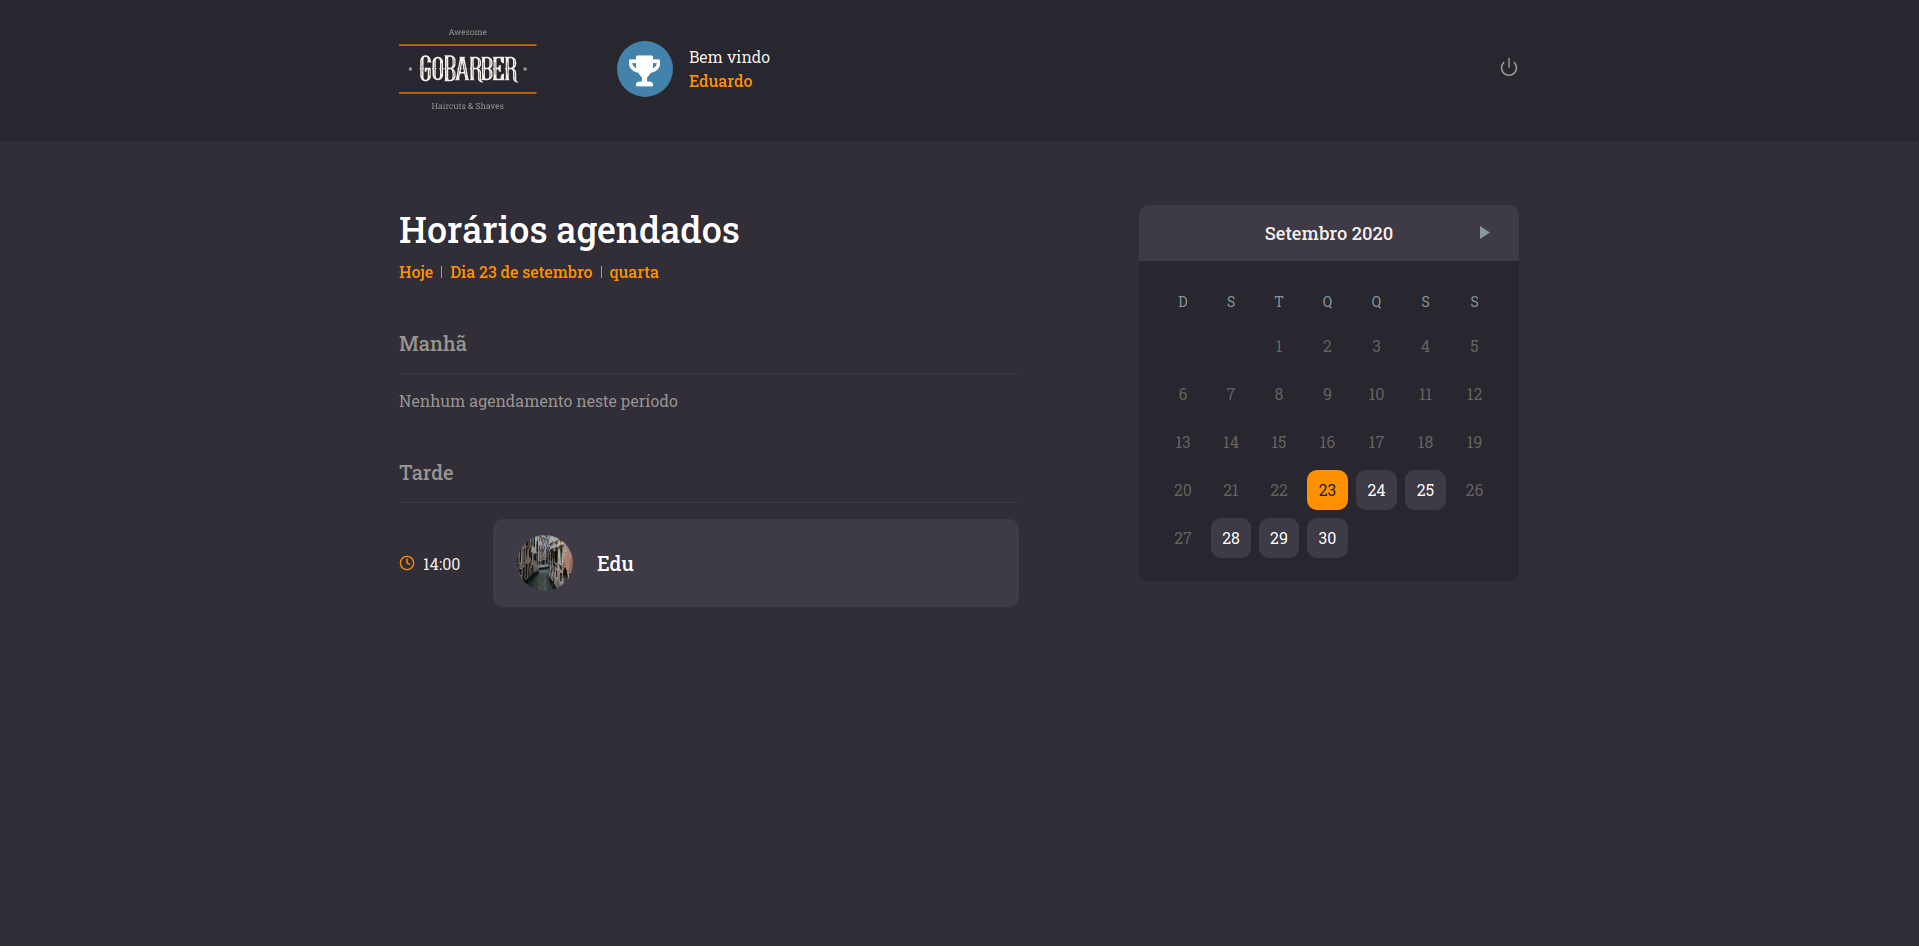 Awesome
GOBARBER
Haircuts & Shaves
Bem vindo
Eduardo
Horários agendados
Hoje | Dia 23 de setembro | quarta
Manhã
Nenhum agendamento neste período
Tarde
14:00 Edu
Setembro 2020
D S T Q Q S S
1 2 3 4 5
6 7 8 9 10 11 12
13 14 15 16 17 18 19
20 21 22 23 24 25 26
27 28 29 30